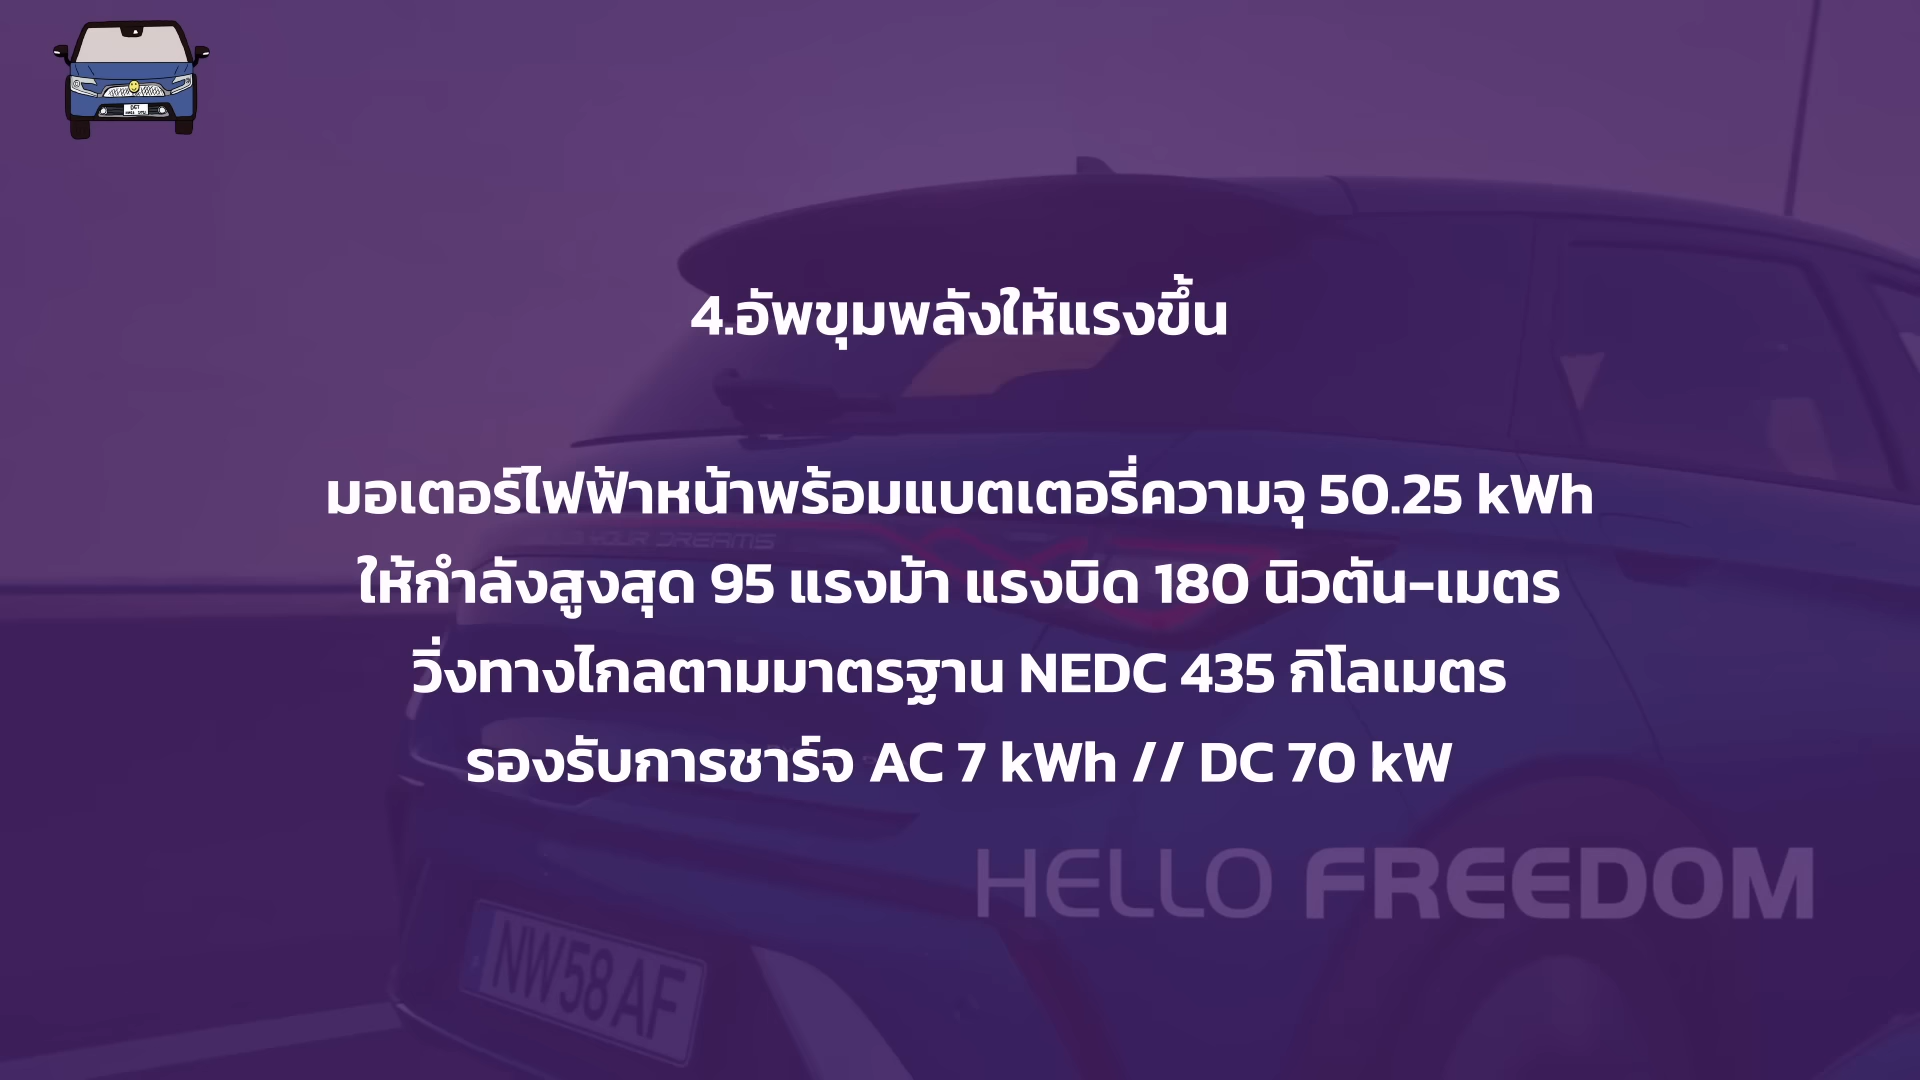 4.อัพขุมพลังให้แรงขึ้น
มอเตอร์ไฟฟ้าหน้าพร้อมแบตเตอรี่ความจุ 50.25 kWh
YOUR DREAMS
ให้กำลังสูงสุด 95 แรงม้า แรงบิด 180 นิวตัน-เมตร
วิ่งทางไกลตามมาตรฐาน NEDC 435 กิโลเมตร
รองรับการชาร์จ AC 7 kWh // DC 70 kW
HELLO FREEDOM
NW58AF